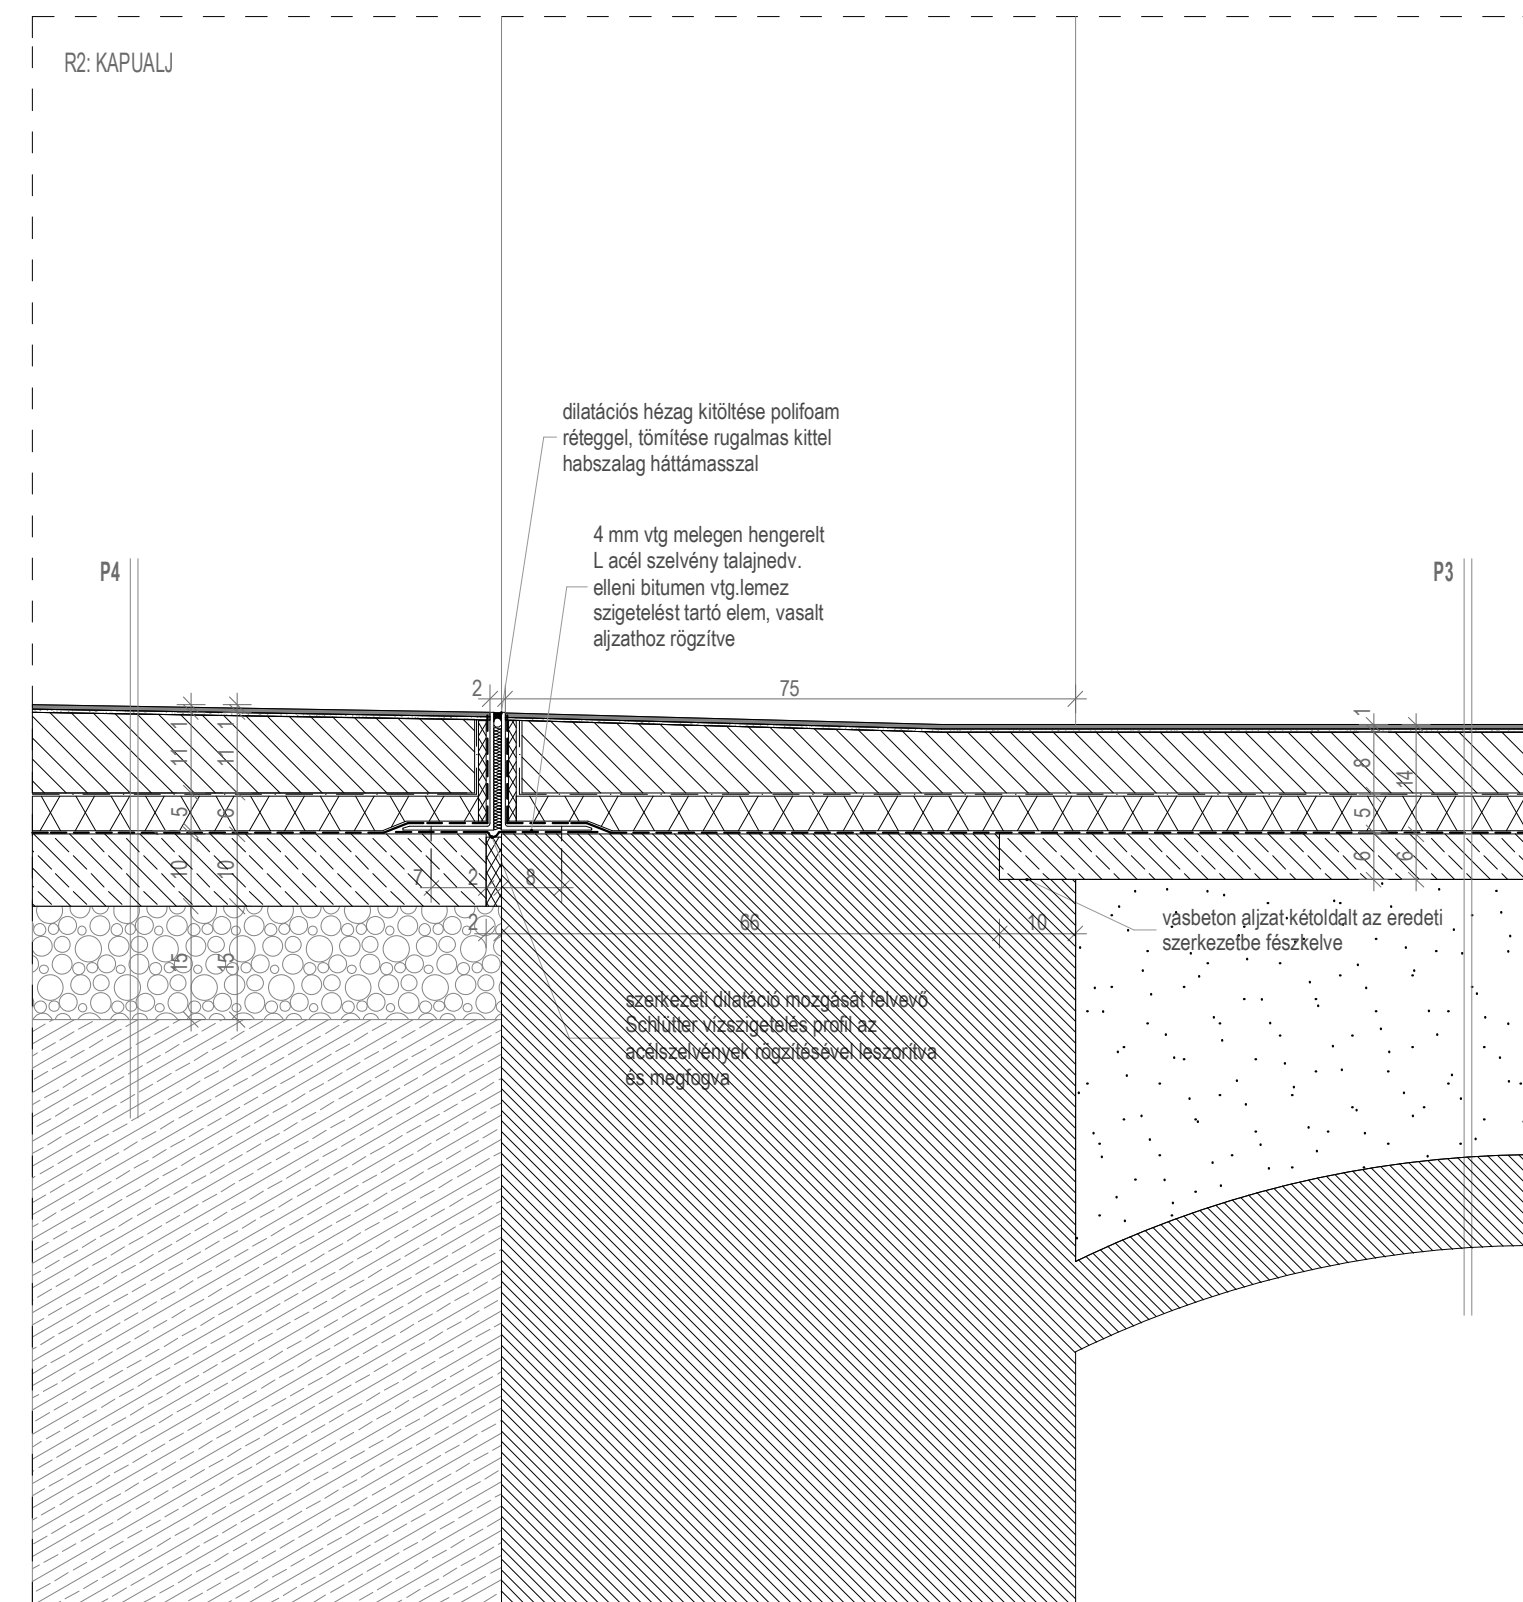 R2: KAPUALJ
dilatációs hézag kitöltése polifoam
réteggel, tömítése rugalmas kittel
habszalag háttámasszal
4 mm vtg melegen hengerelt
L acél szelvény talajnedv.
elleni bitumen vtg.lemez
szigetelést tartó elem, vasalt
aljzathoz rögzítve
P4
P3
2
75
1
1
1
11
11
8
14
5
6
5
10
10
6
6
7
2
8
2
66
10
vasbeton aljzat kétoldalt az eredeti
szerkezetbe fészkelve
15
15
szerkezeti dilatáció mozgását felvevő
Schlütter vízszigetelés profil az
acélszelvények rögzítésével leszorítva
és megfogva